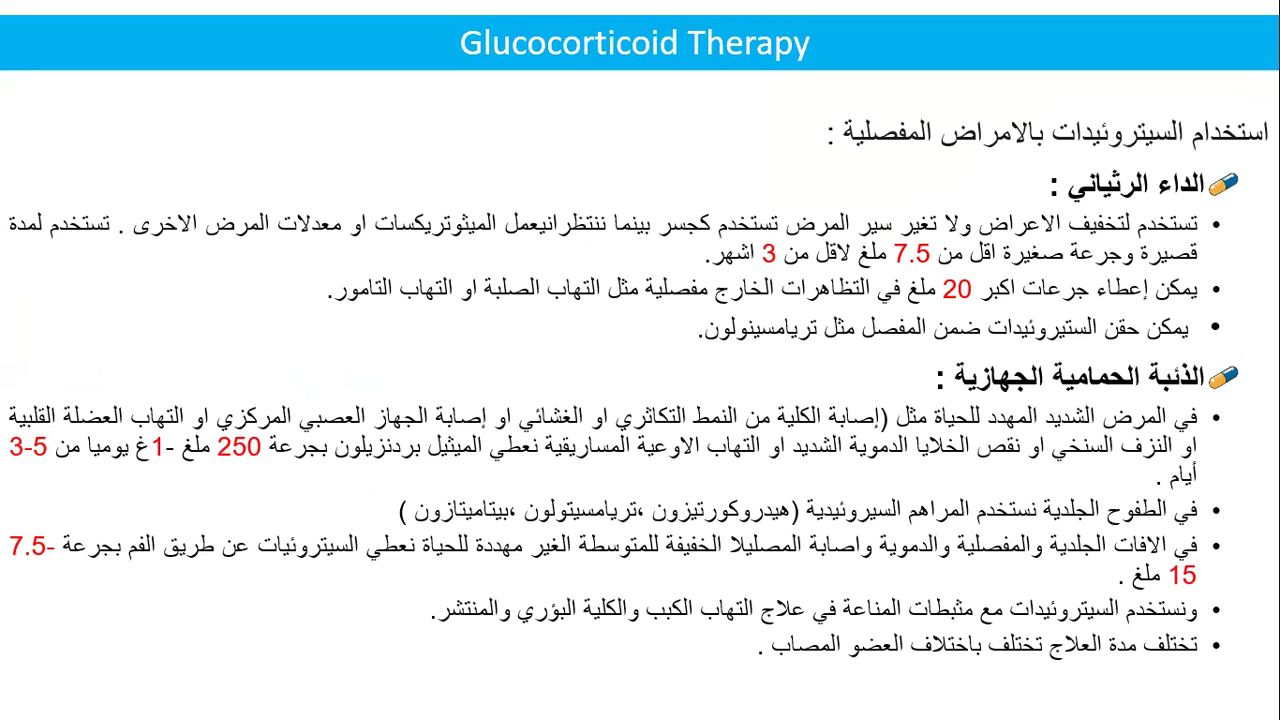 Glucocorticoid Therapy
استخدام السيتروئيدات بالامراض المفصلية :
الداء الرثياني :
• تستخدم لتخفيف الاعراض ولا تغير سير المرض تستخدم كجسر بينما ننتظرانيعمل الميثوتريكسات او معدلات المرض الاخرى . تستخدم لمدة
قصيرة وجرعة صغيرة اقل من 7.5 ملغ لاقل من 3 اشهر.
• يمكن إعطاء جرعات اكبر 20 ملغ في التظاهرات الخارج مفصلية مثل التهاب الصلبة او التهاب التامور.
• يمكن حقن الستيروئيدات ضمن المفصل مثل تريامسينولون.
الذئبة الحمامية الجهازية :
• في المرض الشديد المهدد للحياة مثل (إصابة الكلية من النمط التكاثري او الغشائي او إصابة الجهاز العصبي المركزي او التهاب العضلة القلبية
او النزف السنخي او نقص الخلايا الدموية الشديد او التهاب الاوعية المساريقية نعطي الميثيل بردنزيلون بجرعة 250 ملغ -1غ يوميا من 3-5
أيام .
• في الطفوح الجلدية نستخدم المراهم السيروئيدية (هيدروكورتيزون ،تريامسيتولون ،بيتاميتازون )
• في الافات الجلدية والمفصلية والدموية واصابة المصليلا الخفيفة للمتوسطة الغير مهددة للحياة نعطي السيتروئيات عن طريق الفم بجرعة 7.5-
15 ملغ .
• ونستخدم السيتروئيدات مع مثبطات المناعة في علاج التهاب الكبب والكلية البؤري والمنتشر.
• تختلف مدة العلاج تختلف باختلاف العضو المصاب .